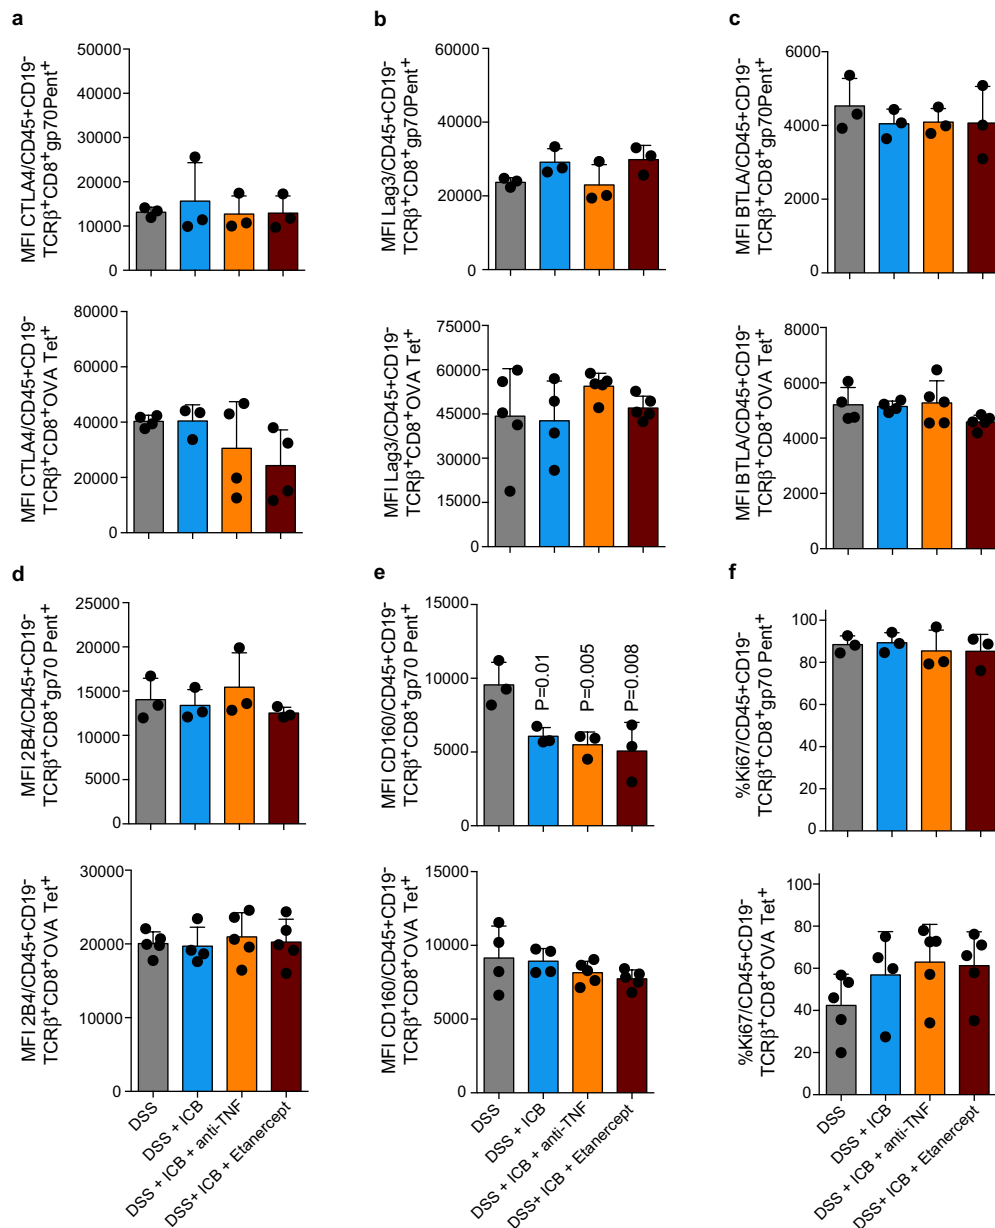 a
b
c
50000
40000
30000
20000
10000
0
MFI CTLA4/CD45+CD19-
TCRβ+CD8+gp70Pent+
60000
40000
20000
0
MFI Lag3/CD45+CD19-
TCRβ+CD8+gp70Pent+
6000
4000
2000
0
MFI BTLA/CD45+CD19-
TCRβ+CD8+gp70Pent+
80000
60000
40000
20000
0
MFI CTLA4/CD45+CD19-
TCRβ+CD8+OVA Tet+
75000
60000
45000
30000
15000
0
MFI Lag3/CD45+CD19-
TCRβ+CD8+OVA Tet+
8000
6000
4000
2000
0
MFI BTLA/CD45+CD19-
TCRβ+CD8+OVA Tet+
d
e
f
25000
20000
15000
10000
5000
0
MFI 2B4/CD45+CD19-
TCRβ+CD8+gp70 Pent+
15000
10000
5000
0
MFI CD160/CD45+CD19-
TCRβ+CD8+gp70 Pent+
P=0.01
P=0.005
P=0.008
100
80
60
40
20
0
%Ki67/CD45+CD19-
TCRβ+CD8+gp70 Pent+
30000
20000
10000
0
MFI 2B4/CD45+CD19-
TCRβ+CD8+OVA Tet+
15000
10000
5000
0
MFI CD160/CD45+CD19-
TCRβ+CD8+OVA Tet+
100
80
60
40
20
0
%Ki67/CD45+CD19-
TCRβ+CD8+OVA Tet+
DSS
DSS + ICB
DSS + ICB + anti-TNF
DSS+ ICB + Etanercept
DSS
DSS + ICB
DSS + ICB + anti-TNF
DSS+ ICB + Etanercept
DSS
DSS + ICB
DSS + ICB + anti-TNF
DSS+ ICB + Etanercept